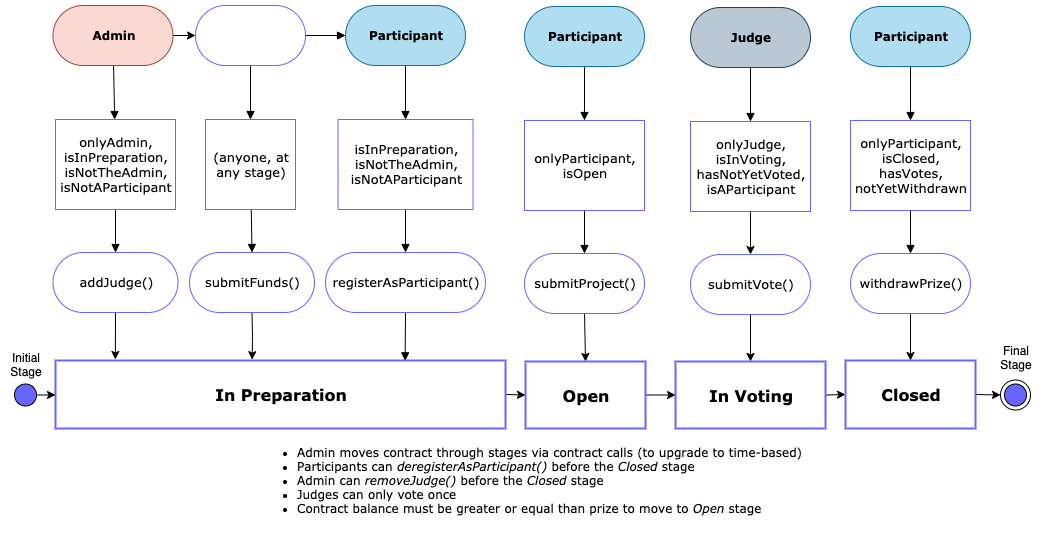 Admin
Participant
Participant
Judge
Participant
onlyAdmin,
isInPreparation,
isNotTheAdmin,
isNotAParticipant
(anyone, at
any stage)
isInPreparation,
isNotTheAdmin,
isNotAParticipant
onlyParticipant,
isOpen
onlyJudge,
isInVoting,
hasNotYetVoted,
isAParticipant
onlyParticipant,
isClosed,
hasVotes,
notYetWithdrawn
addJudge()
submitFunds()
registerAsParticipant()
submitProject()
submitVote()
withdrawPrize()
Initial
Stage
In Preparation
Open
In Voting
Closed
Final
Stage
• Admin moves contract through stages via contract calls (to upgrade to time-based)
• Participants can deregisterAsParticipant() before the Closed stage
• Admin can removeJudge() before the Closed stage
• Judges can only vote once
• Contract balance must be greater or equal than prize to move to Open stage